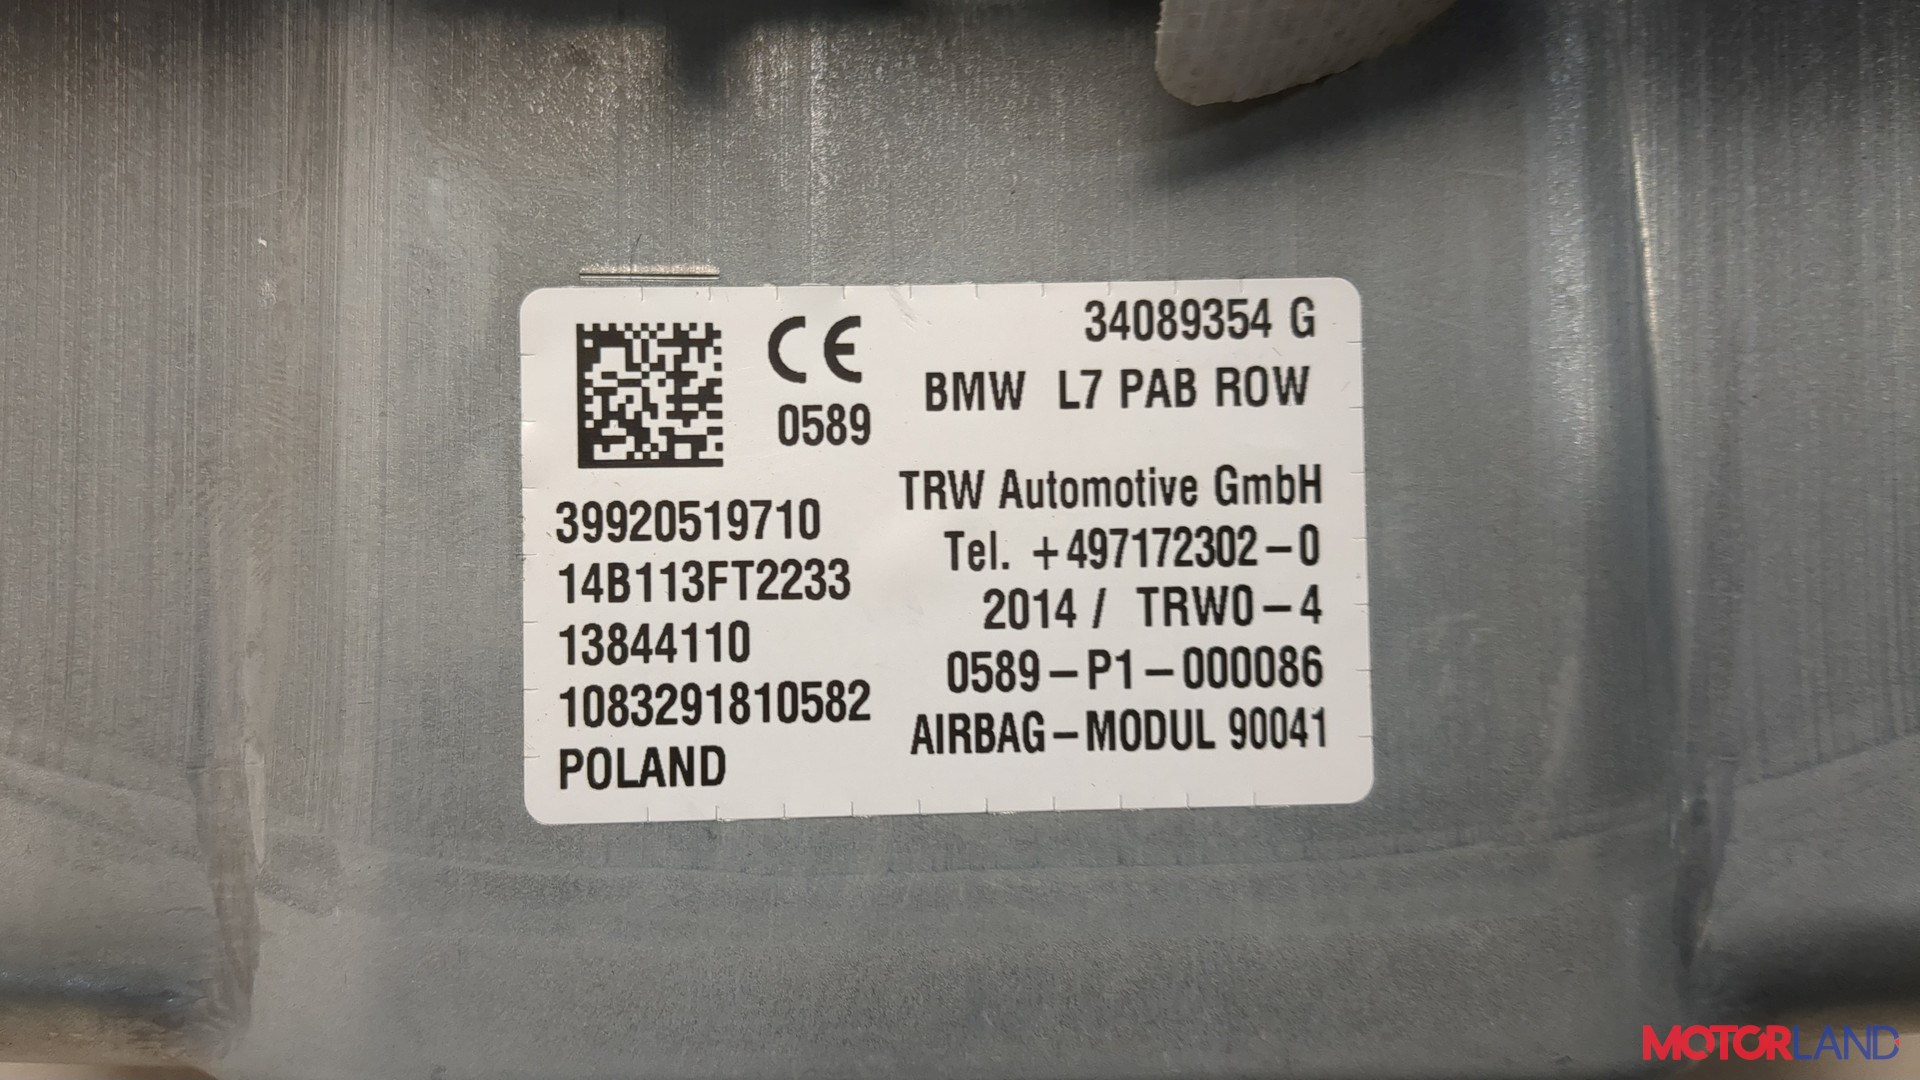 CE
0589
34089354 G
BMW L7 PAB ROW
39920519710
14B113FT2233
13844110
1083291810582
POLAND
TRW Automotive GmbH
Tel. +497172302-0
2014 / TRW0-4
0589-P1-000086
AIRBAG-MODUL 90041
MOTORLAND